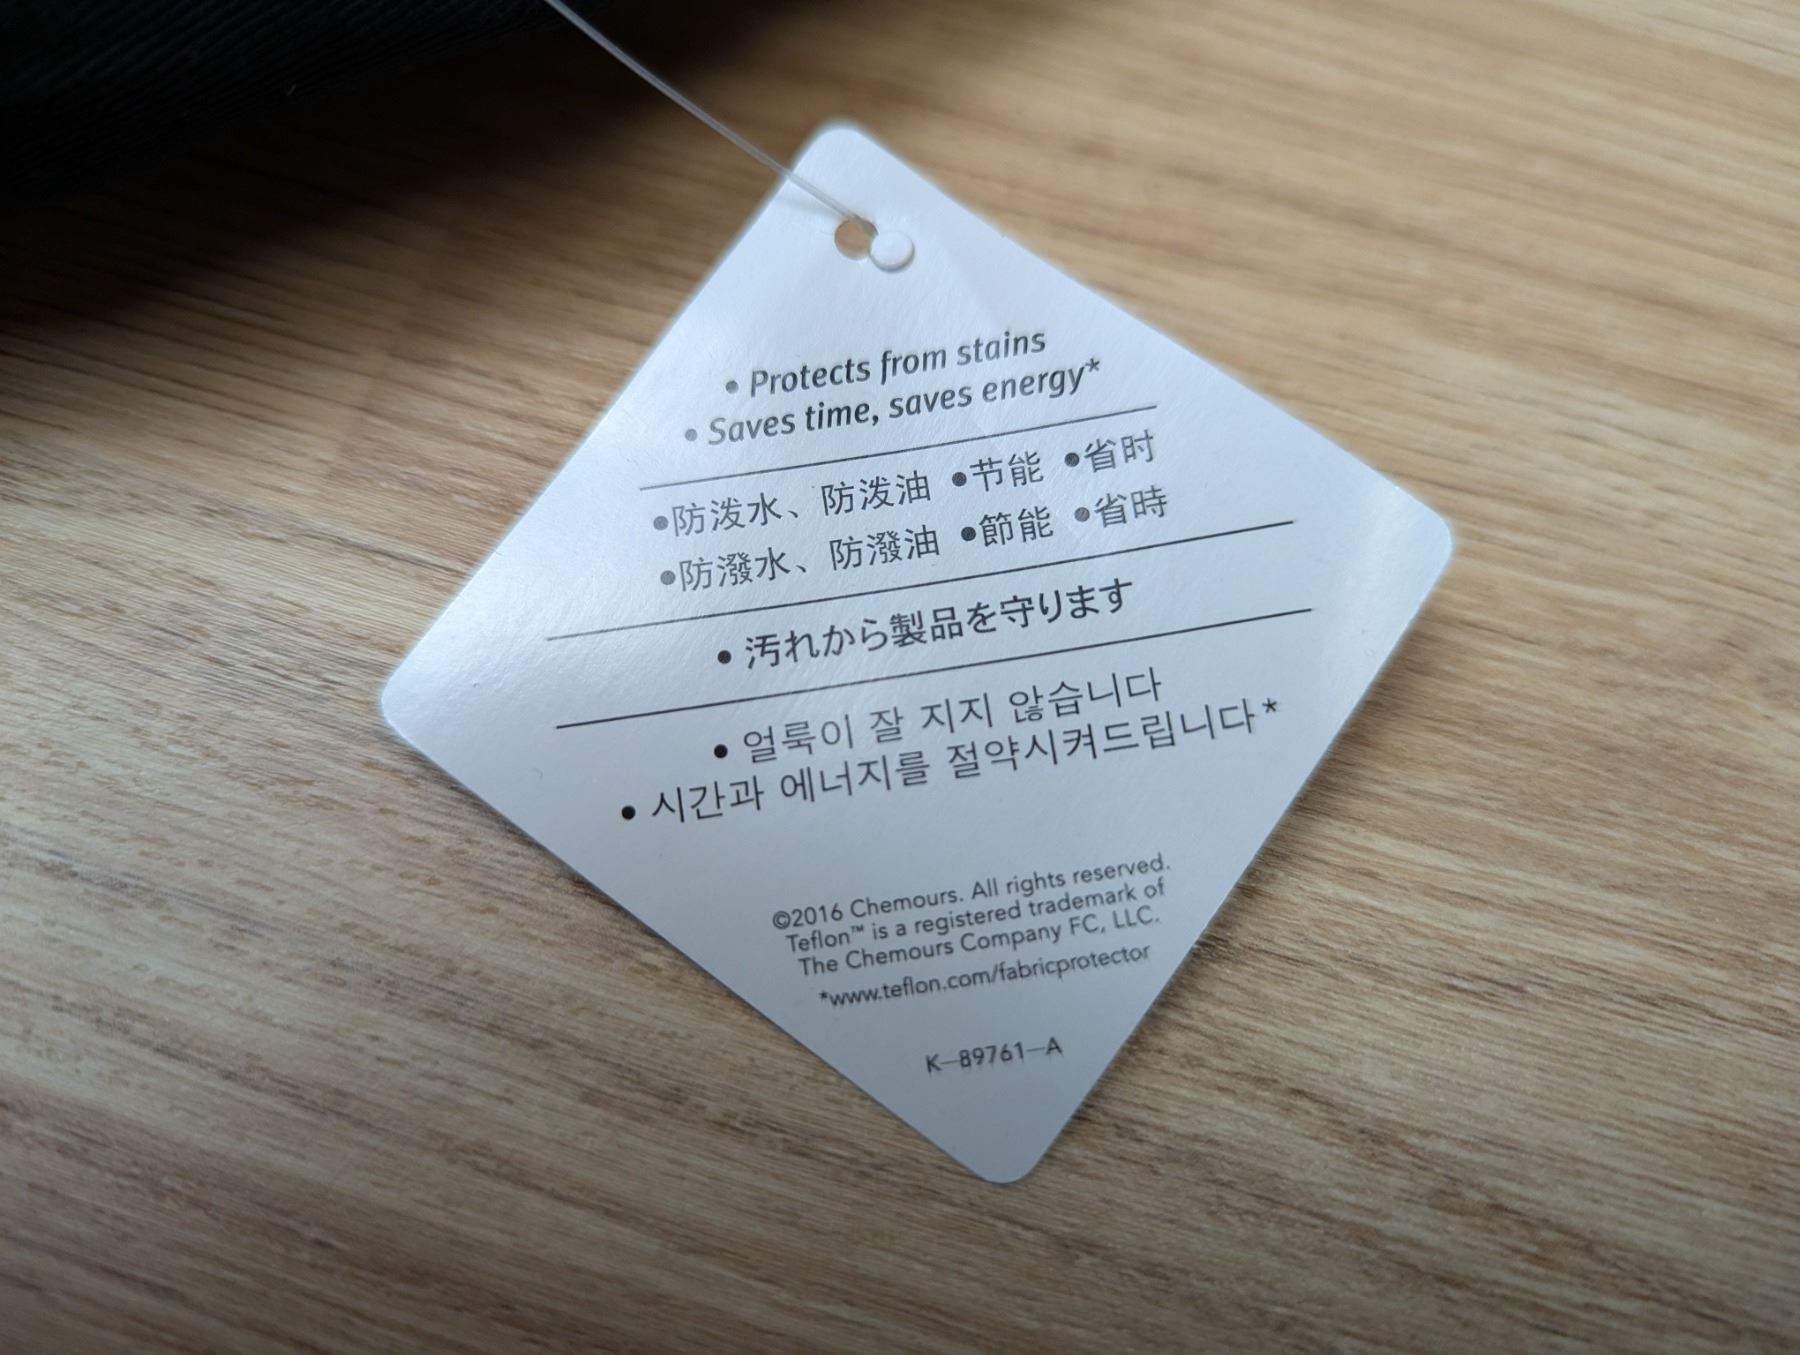 • Protects from stains
• Saves time, saves energy*
●防泼水、防泼油 ●节能 ●省时
●防潑水、防潑油 ●節能 ●省時
• 汚れから製品を守ります
• 얼룩이 잘 지지 않습니다
• 시간과 에너지를 절약시켜드립니다*
©2016 Chemours. All rights reserved.
Teflon™ is a registered trademark of
The Chemours Company FC, LLC.
*www.teflon.com/fabricprotector
K–89761–A